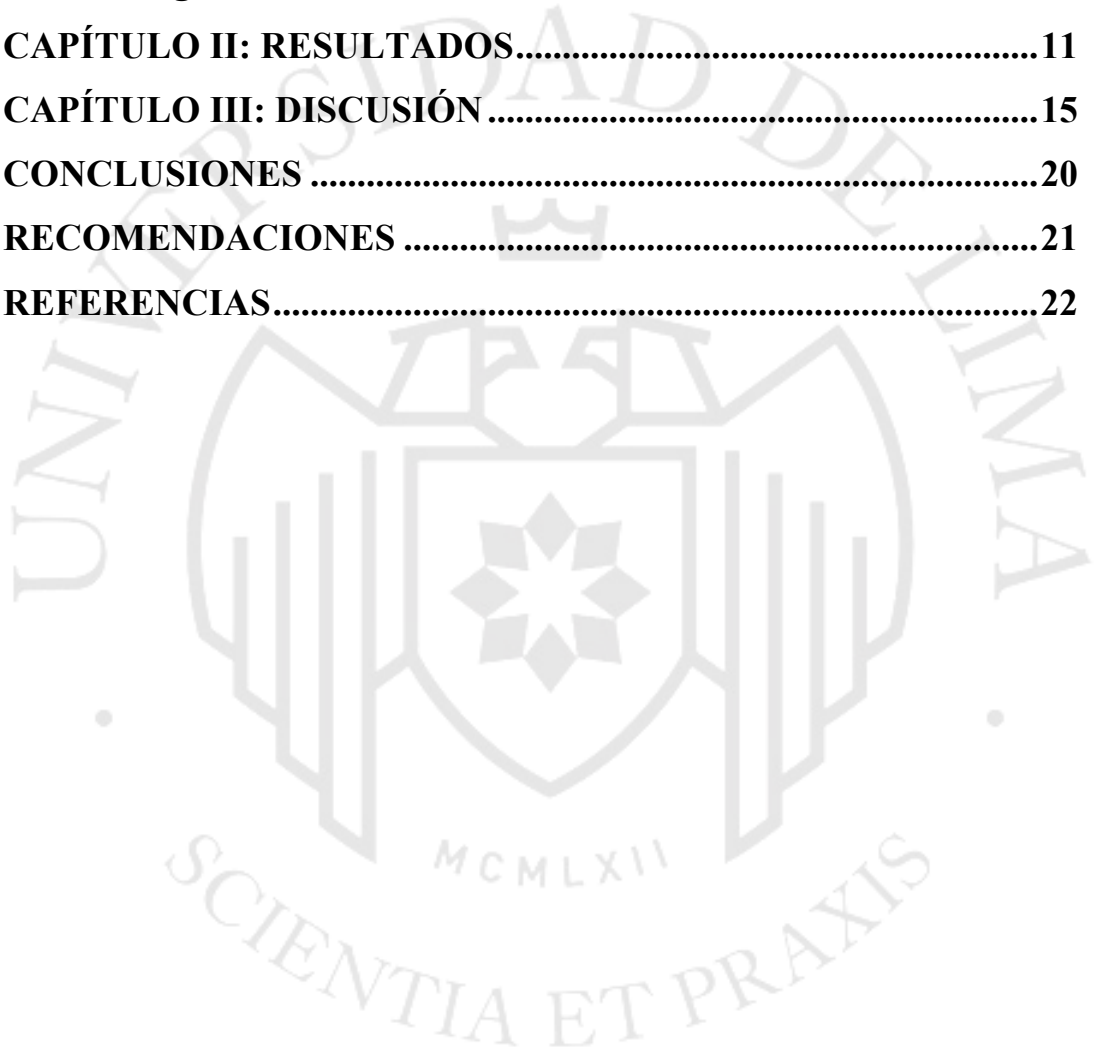 CAPÍTULO II: RESULTADOS.......................................................................11
CAPÍTULO III: DISCUSIÓN.......................................................................15
CONCLUSIONES.......................................................................20
RECOMENDACIONES.......................................................................21
REFERENCIAS.......................................................................22
UNIVERSIDAD DE LIMA
MCMLXII
SCIENTIA ET PRAXIS